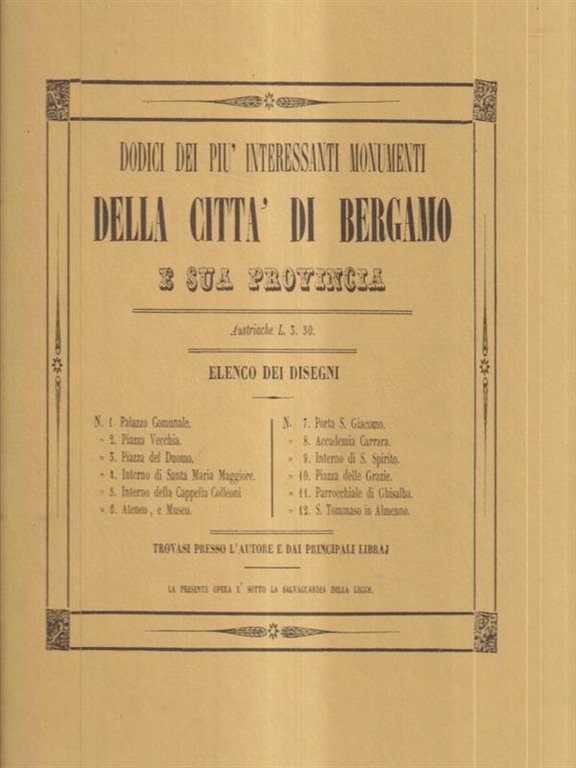 DODICI DEI PIU' INTERESSANTI MONUMENTI
DELLA CITTA' DI BERGAMO
E SUA PROVINCIA
Austriache L. 5. 50.
ELENCO DEI DISEGNI
N. 1. Palazzo Comunale.
» 2. Piazza Vecchia.
» 3. Piazza del Duomo.
» 4. Interno di Santa Maria Maggiore.
» 5. Interno della Cappella Colleoni
» 6. Ateneo, e Museo.
N. 7. Porta S. Giacomo.
» 8. Accademia Carrara.
» 9. Interno di S. Spirito.
» 10. Piazza delle Grazie.
» 11. Parrocchiale di Ghisalba.
» 12. S. Tommaso in Almenno.
TROVASI PRESSO L'AUTORE E DAI PRINCIPALI LIBRAJ
LA PRESENTE OPERA E' SOTTO LA SALVAGUARDIA DELLA LEGGE.